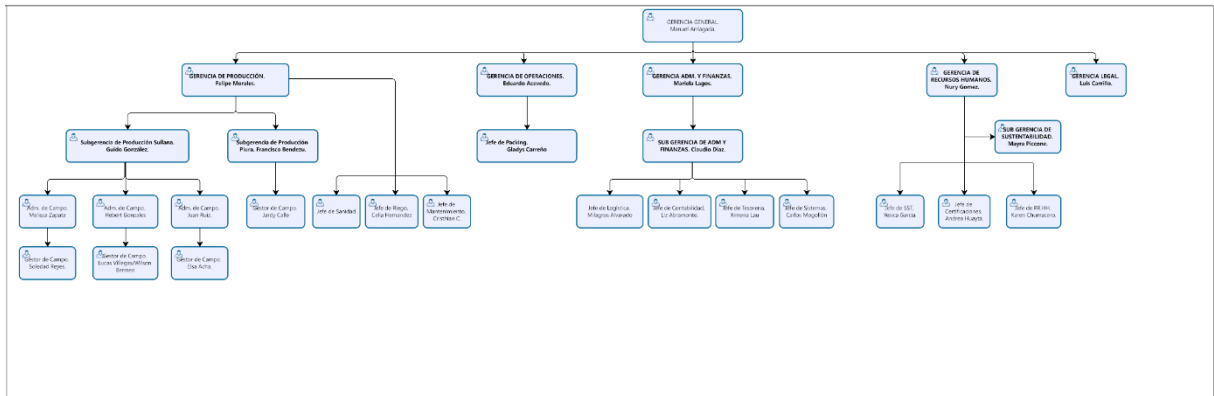 GERENCIA GENERAL.
Manuel Arriagada.
GERENCIA DE PRODUCCIÓN.
Felipe Morales.
GERENCIA DE OPERACIONES.
Eduardo Acevedo.
GERENCIA ADM. Y FINANZAS.
Mariela Lagos.
GERENCIA DE
RECURSOS HUMANOS.
Nury Gomez.
GERENCIA LEGAL.
Luis Carrillo.
Subgerencia de Producción Sullana.
Guido González.
Subgerencia de Producción
Piura. Francisco Bendezu.
Jefe de Packing.
Gladys Carreño
SUB GERENCIA DE ADM Y
FINANZAS. Claudio Diaz.
SUB GERENCIA DE
SUSTENTABILIDAD.
Mayra Piccone.
Adm. de Campo.
Melissa Zapata
Adm. de Campo.
Hebert Gonzales
Adm. de Campo.
Juan Ruiz.
Gestor de Campo.
Jardy Calle
Jefe de Sanidad
Jefe de Riego.
Celia Hernandez
Jefe de
Mantenimiento.
Cristhian C.
Jefe de Logística.
Milagros Alvarado
Jefe de Contabilidad.
Liz Abramonte.
Jefe de Tesorería.
Ximena Lau
Jefe de Sistemas.
Carlos Mogollón
Jefe de SST.
Yesica García.
Jefe de
Certificaciones.
Andrea Huayta.
Jefe de RR.HH.
Karen Chumacero.
Gestor de Campo.
Soledad Reyes.
Gestor de Campo.
Lucas Villegas/Wilson
Berneo
Gestor de Campo.
Elsa Acha.